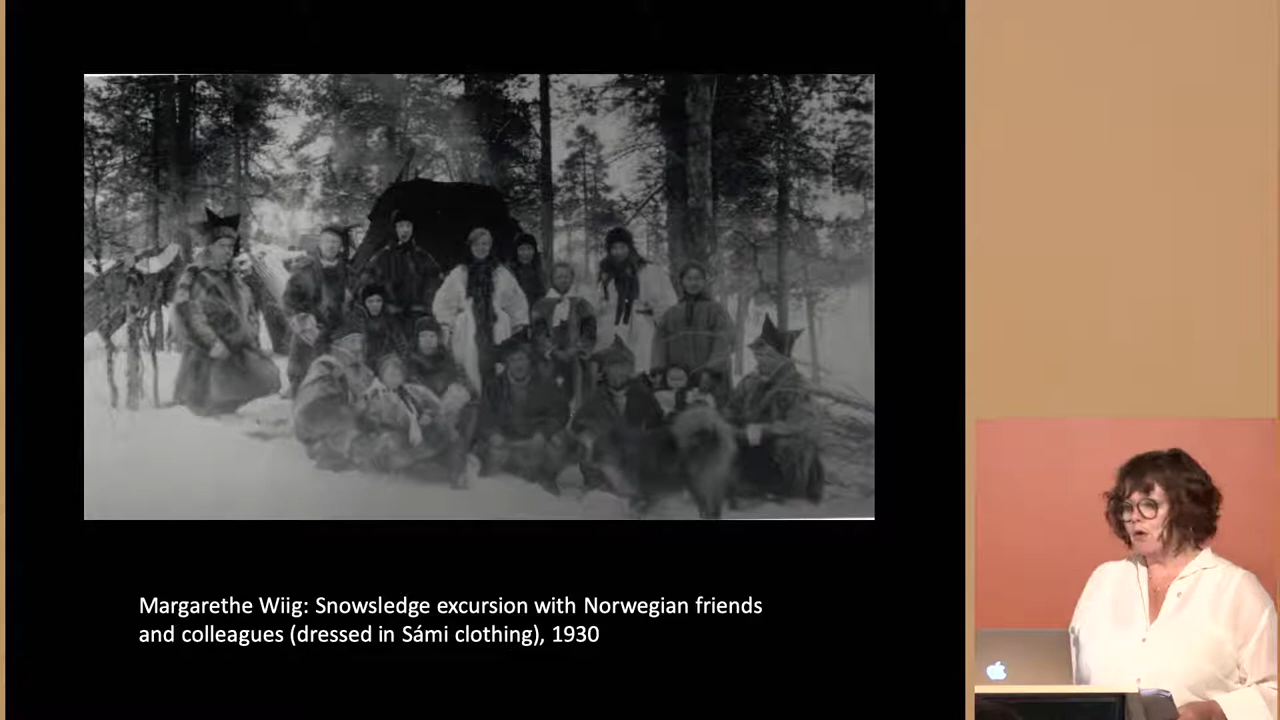 Margarethe Wiig: Snowsledge excursion with Norwegian friends
and colleagues (dressed in Sámi clothing), 1930